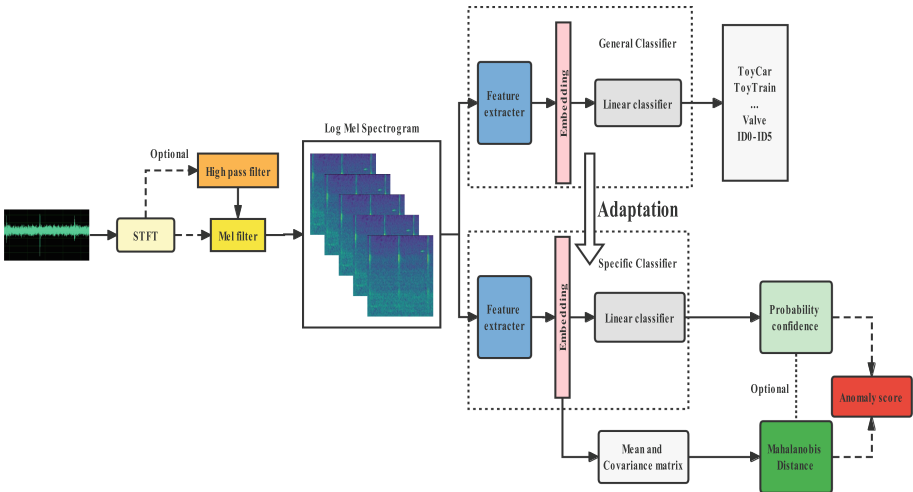 General Classifier
ToyCar
ToyTrain
...
Valve
ID0-ID5
Feature
extracter
Embedding
Linear classifier
Log Mel Spectrogram
Optional
High pass filter
STFT
Mel filter
Adaptation
Specific Classifier
Feature
extracter
Embedding
Linear classifier
Probability
confidence
Optional
Anomaly score
Mean and
Covariance matrix
Mahalanobis
Distance